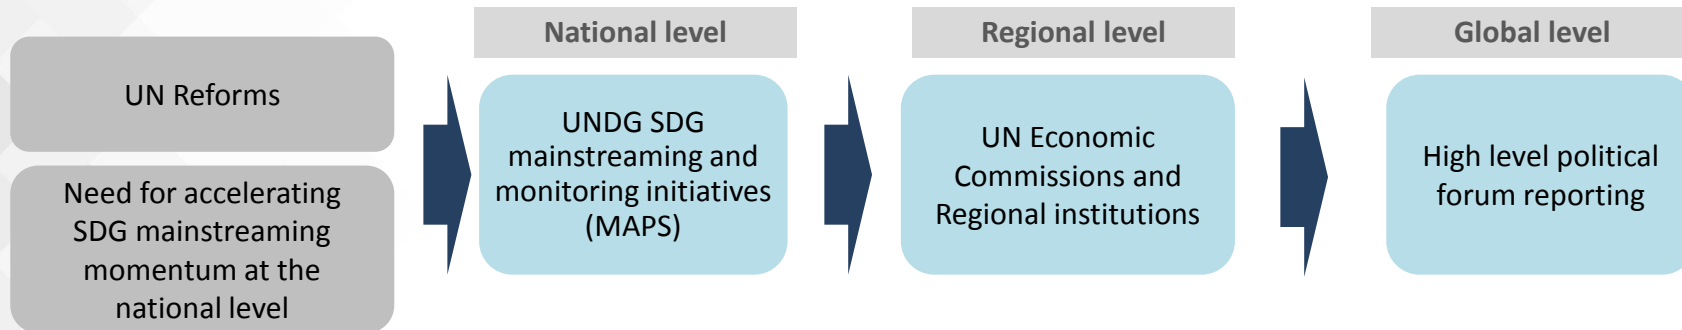 UN Reforms
Need for accelerating
SDG mainstreaming
momentum at the
national level
National level
UNDG SDG
mainstreaming and
monitoring initiatives
(MAPS)
Regional level
UN Economic
Commissions and
Regional institutions
Global level
High level political
forum reporting